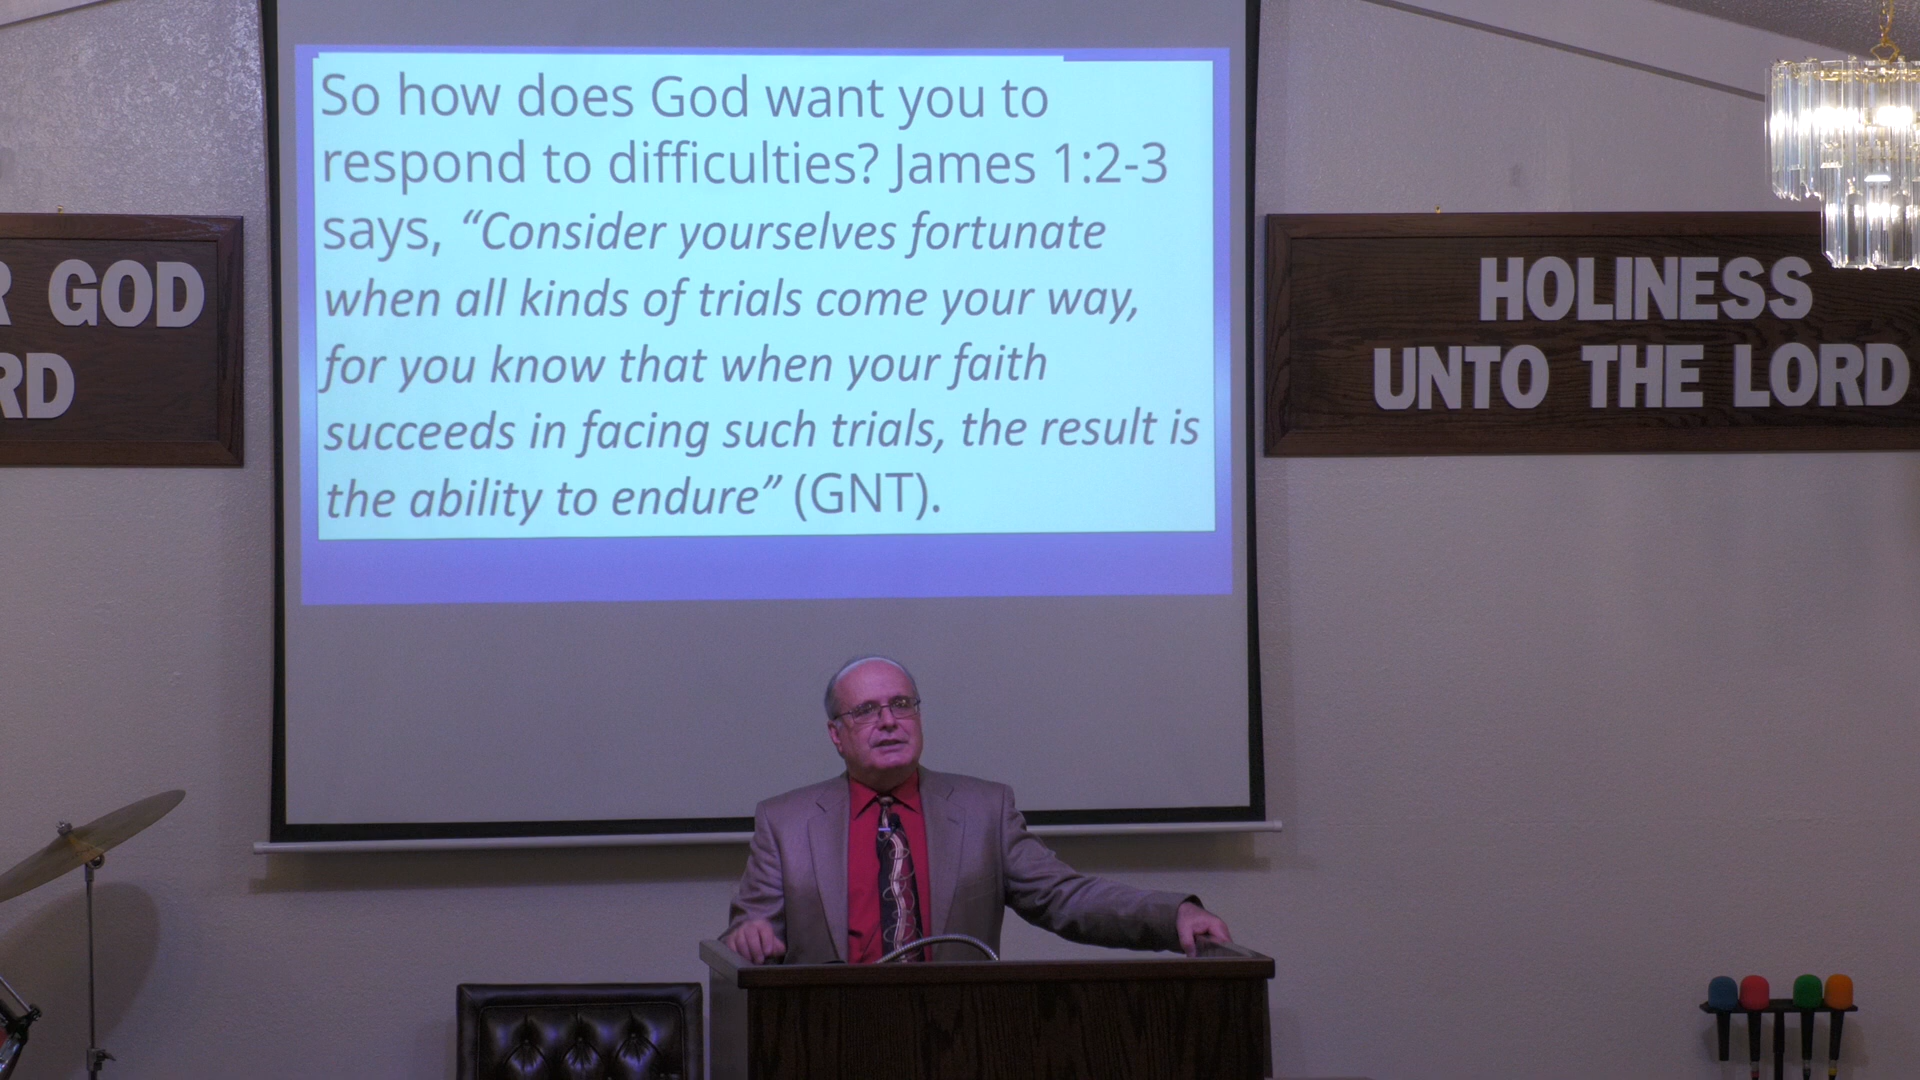 So how does God want you to
respond to difficulties? James 1:2-3
says, “Consider yourselves fortunate
when all kinds of trials come your way,
for you know that when your faith
succeeds in facing such trials, the result is
the ability to endure” (GNT).
GOD
HOLINESS
UNTO THE LORD